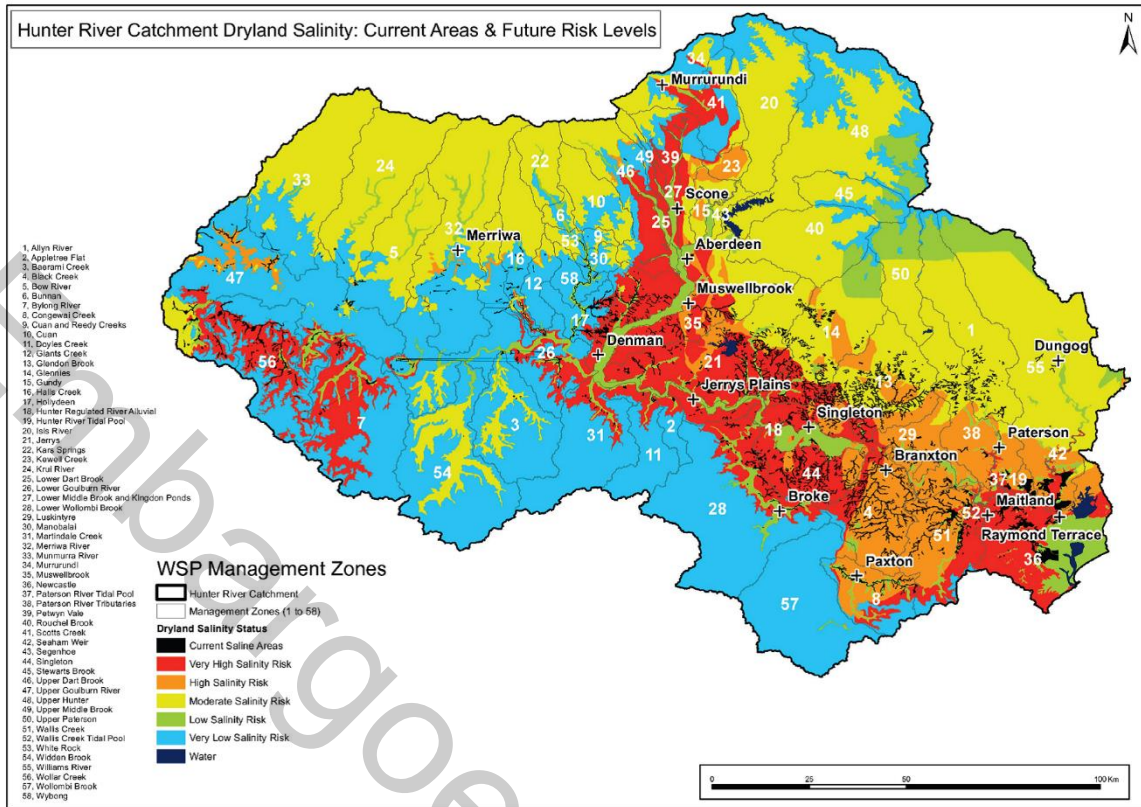 Hunter River Catchment Dryland Salinity: Current Areas & Future Risk Levels
N
34
Murrurundi
41
20
48
24
22
49
39
46
23
33
10
27
Scone
15
43
45
6
25
32
Merriwa
53
9
40
5
16
30
Aberdeen
47
12
58
50
Muswellbrook
17
35
14
1
Denman
Dungog
56
26
21
55
13
Jerrys Plains
7
3
31
2
18
Singleton
29
38
Paterson
11
Branxton
42
54
44
37
19
28
Broke
4
52
Maitland
51
Raymond Terrace
36
Paxton
57
8
1, Allyn River
2, Appletree Flat
3, Baerami Creek
4, Black Creek
5, Bow River
6, Bunnan
7, Bylong River
8, Congewai Creek
9, Cuan and Reedy Creeks
10, Cuan
11, Doyles Creek
12, Giants Creek
13, Glendon Brook
14, Glennies
15, Gundy
16, Halls Creek
17, Hollydeen
18, Hunter Regulated River Alluvial
19, Hunter River Tidal Pool
20, Isis River
21, Jerrys
22, Kars Springs
23, Kewell Creek
24, Krui River
25, Lower Dart Brook
26, Lower Goulburn River
27, Lower Middle Brook and Kingdon Ponds
28, Lower Wollombi Brook
29, Luskintyre
30, Manobalai
31, Martindale Creek
32, Merriwa River
33, Munmurra River
34, Murrurundi
35, Muswellbrook
36, Newcastle
37, Paterson River Tidal Pool
38, Paterson River Tributaries
39, Petwyn Vale
40, Rouchel Brook
41, Scotts Creek
42, Seaham Weir
43, Segenhoe
44, Singleton
45, Stewarts Brook
46, Upper Dart Brook
47, Upper Goulburn River
48, Upper Hunter
49, Upper Middle Brook
50, Upper Paterson
51, Wallis Creek
52, Wallis Creek Tidal Pool
53, White Rock
54, Widden Brook
55, Williams River
56, Wollar Creek
57, Wollombi Brook
58, Wybong
WSP Management Zones
Hunter River Catchment
Management Zones (1 to 58)
Dryland Salinity Status
Current Saline Areas
Very High Salinity Risk
High Salinity Risk
Moderate Salinity Risk
Low Salinity Risk
Very Low Salinity Risk
Water
0 25 50 100 Km